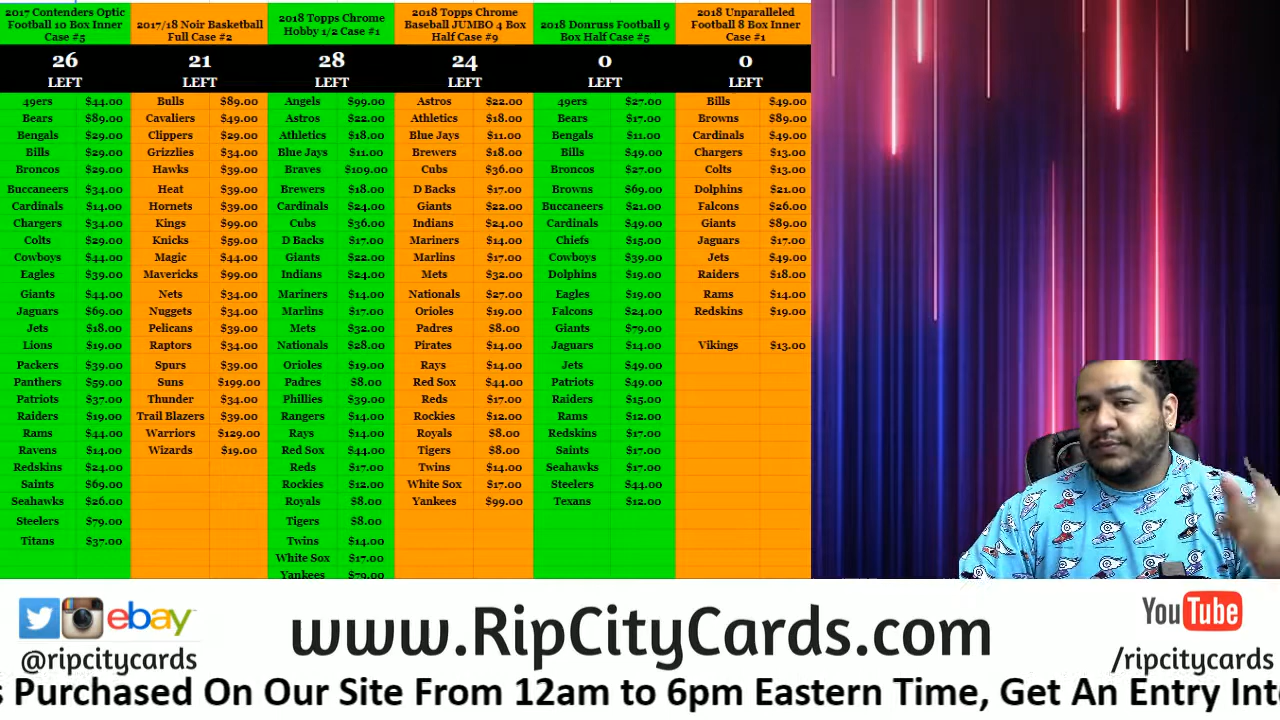 2017 Contenders Optic
Football 10 Box Inner
Case #5
26
LEFT
49ers $44.00
Bears $89.00
Bengals $29.00
Bills $29.00
Broncos $29.00
Buccaneers $34.00
Cardinals $14.00
Chargers $34.00
Colts $29.00
Cowboys $44.00
Eagles $39.00
Giants $44.00
Jaguars $69.00
Jets $18.00
Lions $19.00
Packers $39.00
Panthers $59.00
Patriots $37.00
Raiders $19.00
Rams $44.00
Ravens $14.00
Redskins $24.00
Saints $69.00
Seahawks $26.00
Steelers $79.00
Titans $37.00
2017/18 Noir Basketball
Full Case #2
21
LEFT
Bulls $89.00
Cavaliers $49.00
Clippers $29.00
Grizzlies $34.00
Hawks $39.00
Heat $39.00
Hornets $39.00
Kings $99.00
Knicks $59.00
Magic $44.00
Mavericks $99.00
Nets $34.00
Nuggets $34.00
Pelicans $39.00
Raptors $34.00
Spurs $39.00
Suns $199.00
Thunder $34.00
Trail Blazers $39.00
Warriors $129.00
Wizards $19.00
2018 Topps Chrome
Hobby 1/2 Case #1
28
LEFT
Angels $99.00
Astros $22.00
Athletics $18.00
Blue Jays $11.00
Braves $109.00
Brewers $18.00
Cardinals $24.00
Cubs $36.00
D Backs $17.00
Giants $22.00
Indians $24.00
Mariners $14.00
Marlins $17.00
Mets $32.00
Nationals $28.00
Orioles $19.00
Padres $8.00
Phillies $39.00
Rangers $14.00
Rays $14.00
Red Sox $44.00
Reds $17.00
Rockies $12.00
Royals $8.00
Tigers $8.00
Twins $14.00
White Sox $17.00
Yankees $79.00
2018 Topps Chrome
Baseball JUMBO 4 Box
Half Case #9
24
LEFT
Astros $22.00
Athletics $18.00
Blue Jays $11.00
Brewers $18.00
Cubs $36.00
D Backs $17.00
Giants $22.00
Indians $24.00
Mariners $14.00
Marlins $17.00
Mets $32.00
Nationals $27.00
Orioles $19.00
Padres $8.00
Pirates $14.00
Rays $14.00
Red Sox $44.00
Reds $17.00
Rockies $12.00
Royals $8.00
Tigers $8.00
Twins $14.00
White Sox $17.00
Yankees $99.00
2018 Donruss Football 9
Box Half Case #5
0
LEFT
49ers $27.00
Bears $17.00
Bengals $11.00
Bills $49.00
Broncos $27.00
Browns $69.00
Buccaneers $21.00
Cardinals $49.00
Chiefs $15.00
Cowboys $39.00
Dolphins $19.00
Eagles $19.00
Falcons $24.00
Giants $79.00
Jaguars $14.00
Jets $49.00
Patriots $49.00
Raiders $15.00
Rams $12.00
Redskins $17.00
Saints $17.00
Seahawks $17.00
Steelers $44.00
Texans $12.00
2018 Unparalleled
Football 8 Box Inner
Case #1
0
LEFT
Bills $49.00
Browns $89.00
Cardinals $49.00
Chargers $13.00
Colts $13.00
Dolphins $21.00
Falcons $26.00
Giants $89.00
Jaguars $17.00
Jets $49.00
Raiders $18.00
Rams $14.00
Redskins $19.00
Vikings $13.00
ebay
@ripcitycards
www.RipCityCards.com
YouTube
/ripcitycards
s Purchased On Our Site From 12am to 6pm Eastern Time, Get An Entry Int